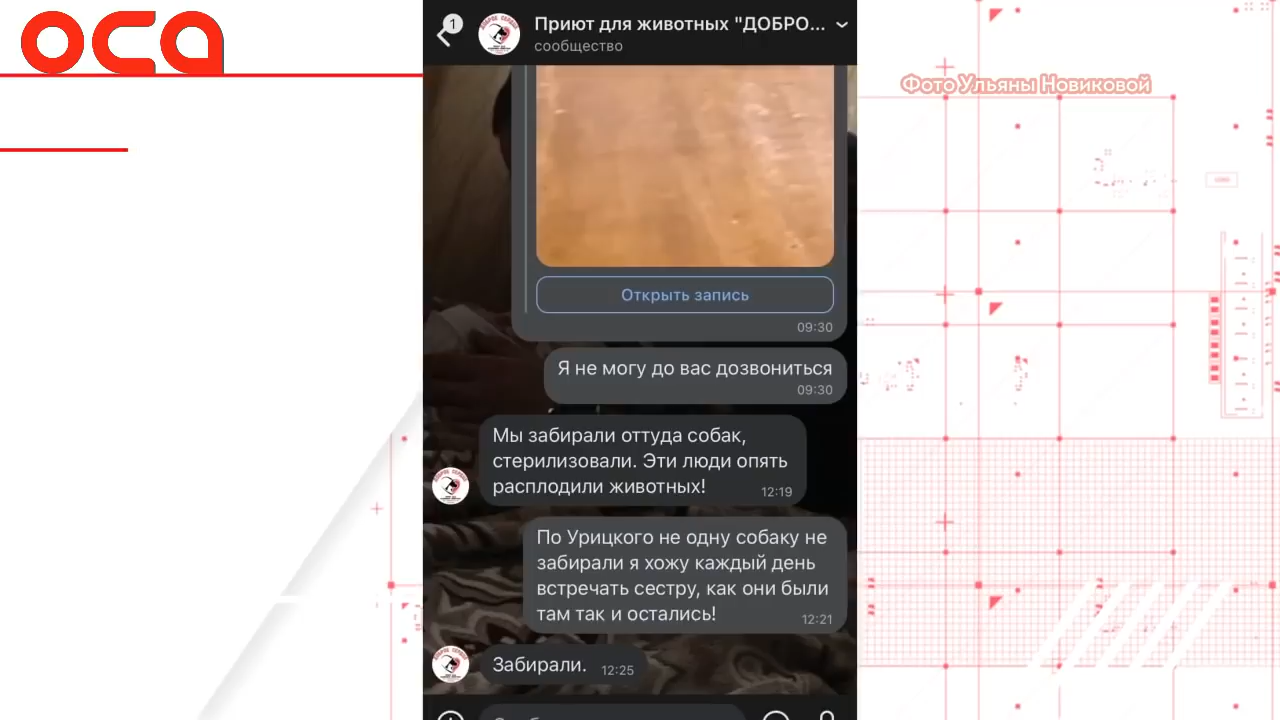 оса
1
Приют для животных "ДОБРО...
сообщество
Фото Ульяны Новиковой
Открыть запись
09:30
Я не могу до вас дозвониться
09:30
Мы забирали оттуда собак,
стерилизовали. Эти люди опять
расплодили животных!
12:19
По Урицкого не одну собаку не
забирали я хожу каждый день
встречать сестру, как они были
там так и остались!
12:21
Забирали.
12:25